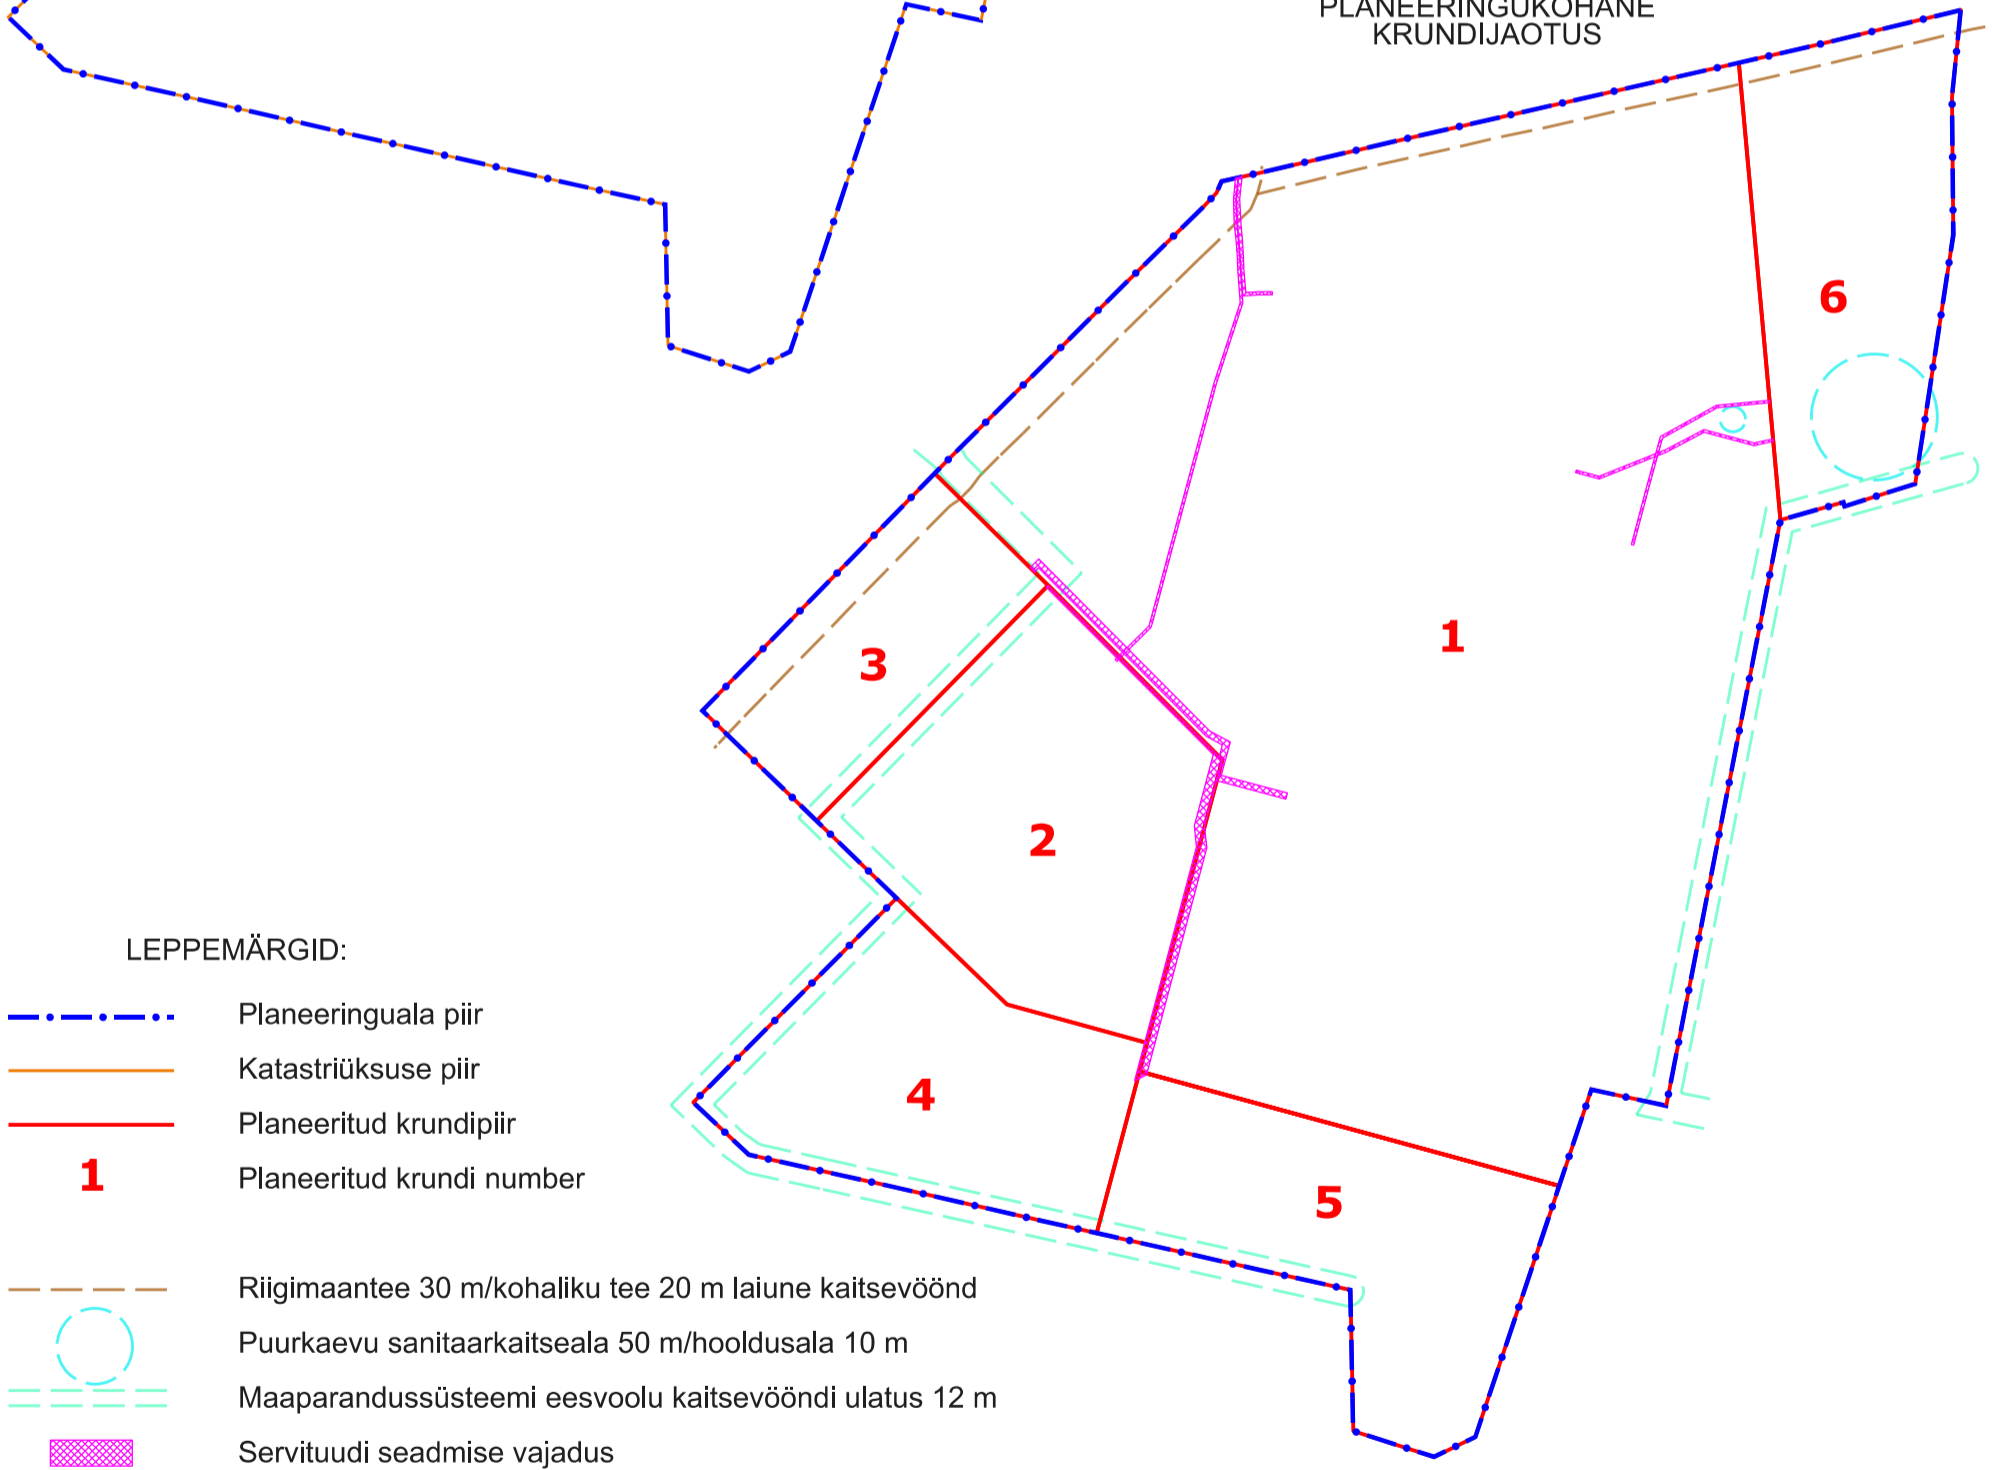 PLANEERINGUKOHANE
KRUNDIJAOTUS
6
1
3
2
4
5
LEPPEMÄRGID:
Planeeringuala piir
Katastriüksuse piir
Planeeritud krundipiir
1 Planeeritud krundi number
Riigimaantee 30 m/kohaliku tee 20 m laiune kaitsevöönd
Puurkaevu sanitaarkaitseala 50 m/hooldusala 10 m
Maaparandussüsteemi eesvoolu kaitsevööndi ulatus 12 m
Servituudi seadmise vajadus